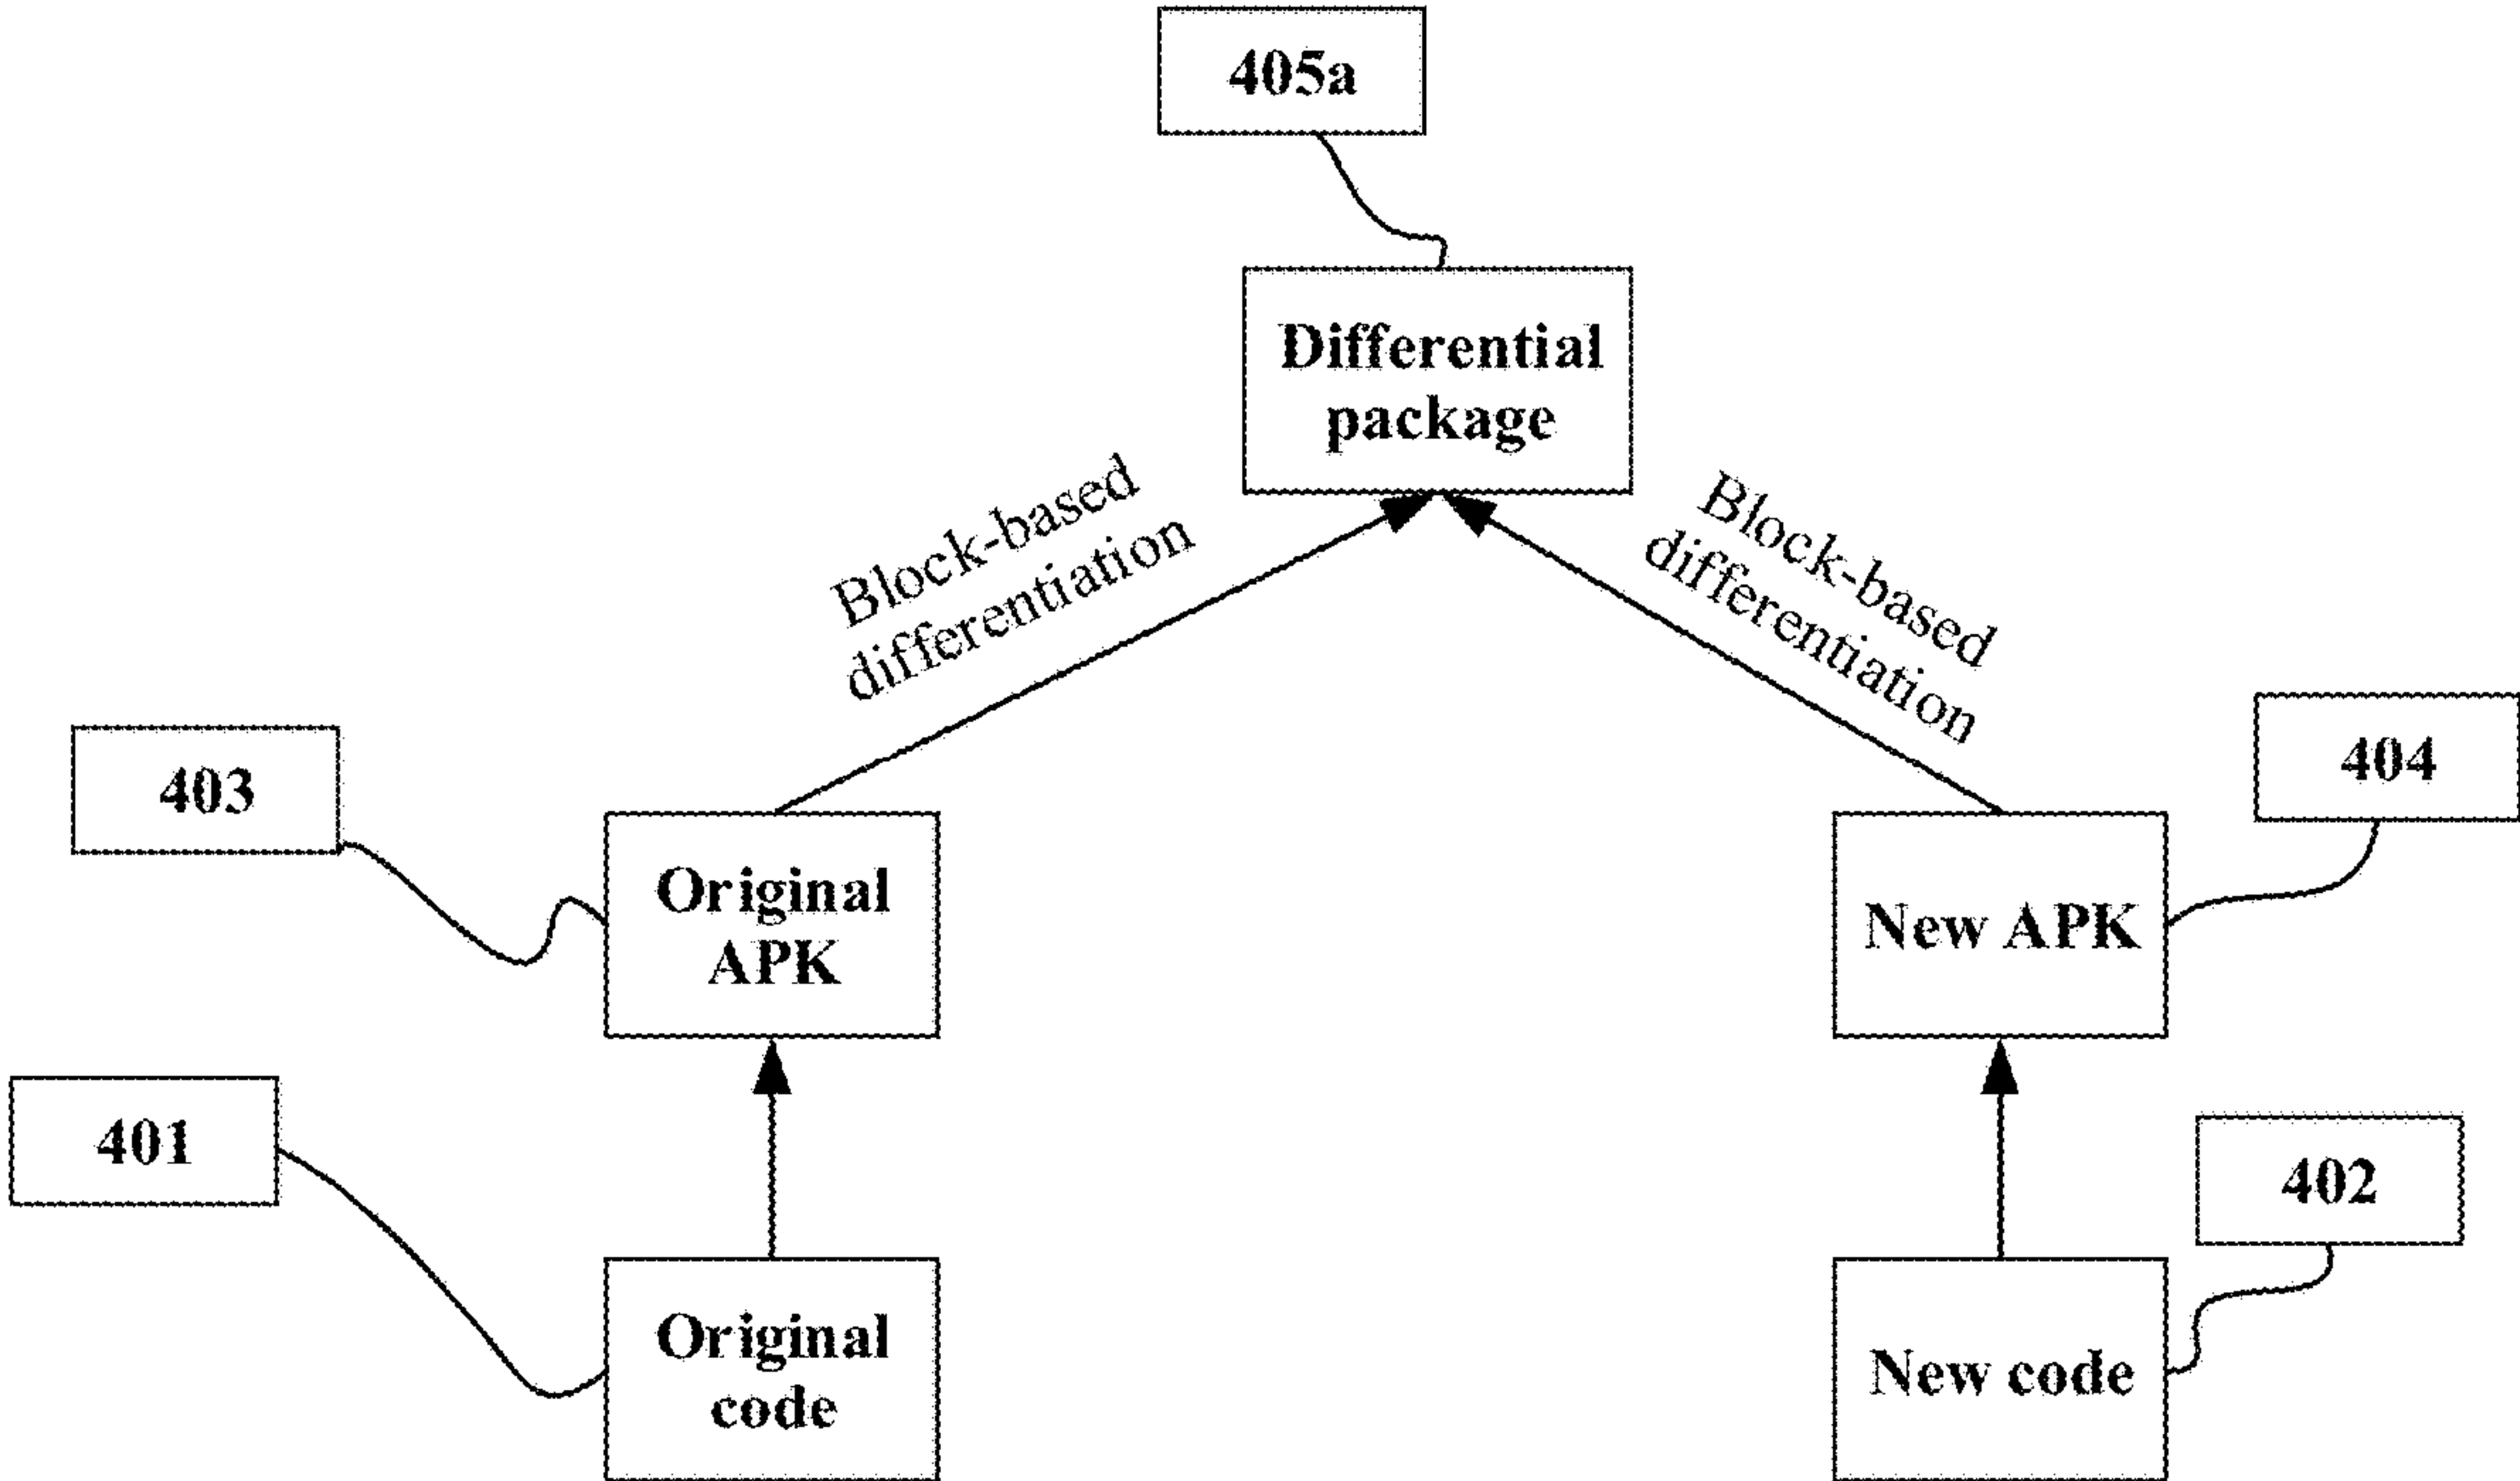 405a
Differential
package
Block-based
differentiation
Block-based
differentiation
403
404
Original
APK
New APK
401
402
Original
code
New code